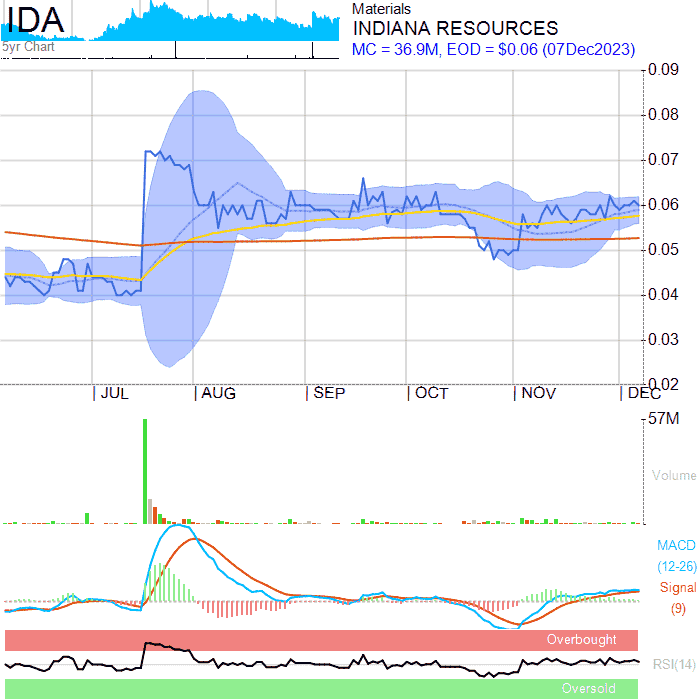 IDA
5yr Chart
Materials
INDIANA RESOURCES
MC = 36.9M, EOD = $0.06 (07Dec2023)
0.09
0.08
0.07
0.06
0.05
0.04
0.03
0.02
JUL AUG SEP OCT NOV DEC
57M
Volume
MACD
(12-26)
Signal
(9)
Overbought
RSI(14)
Oversold